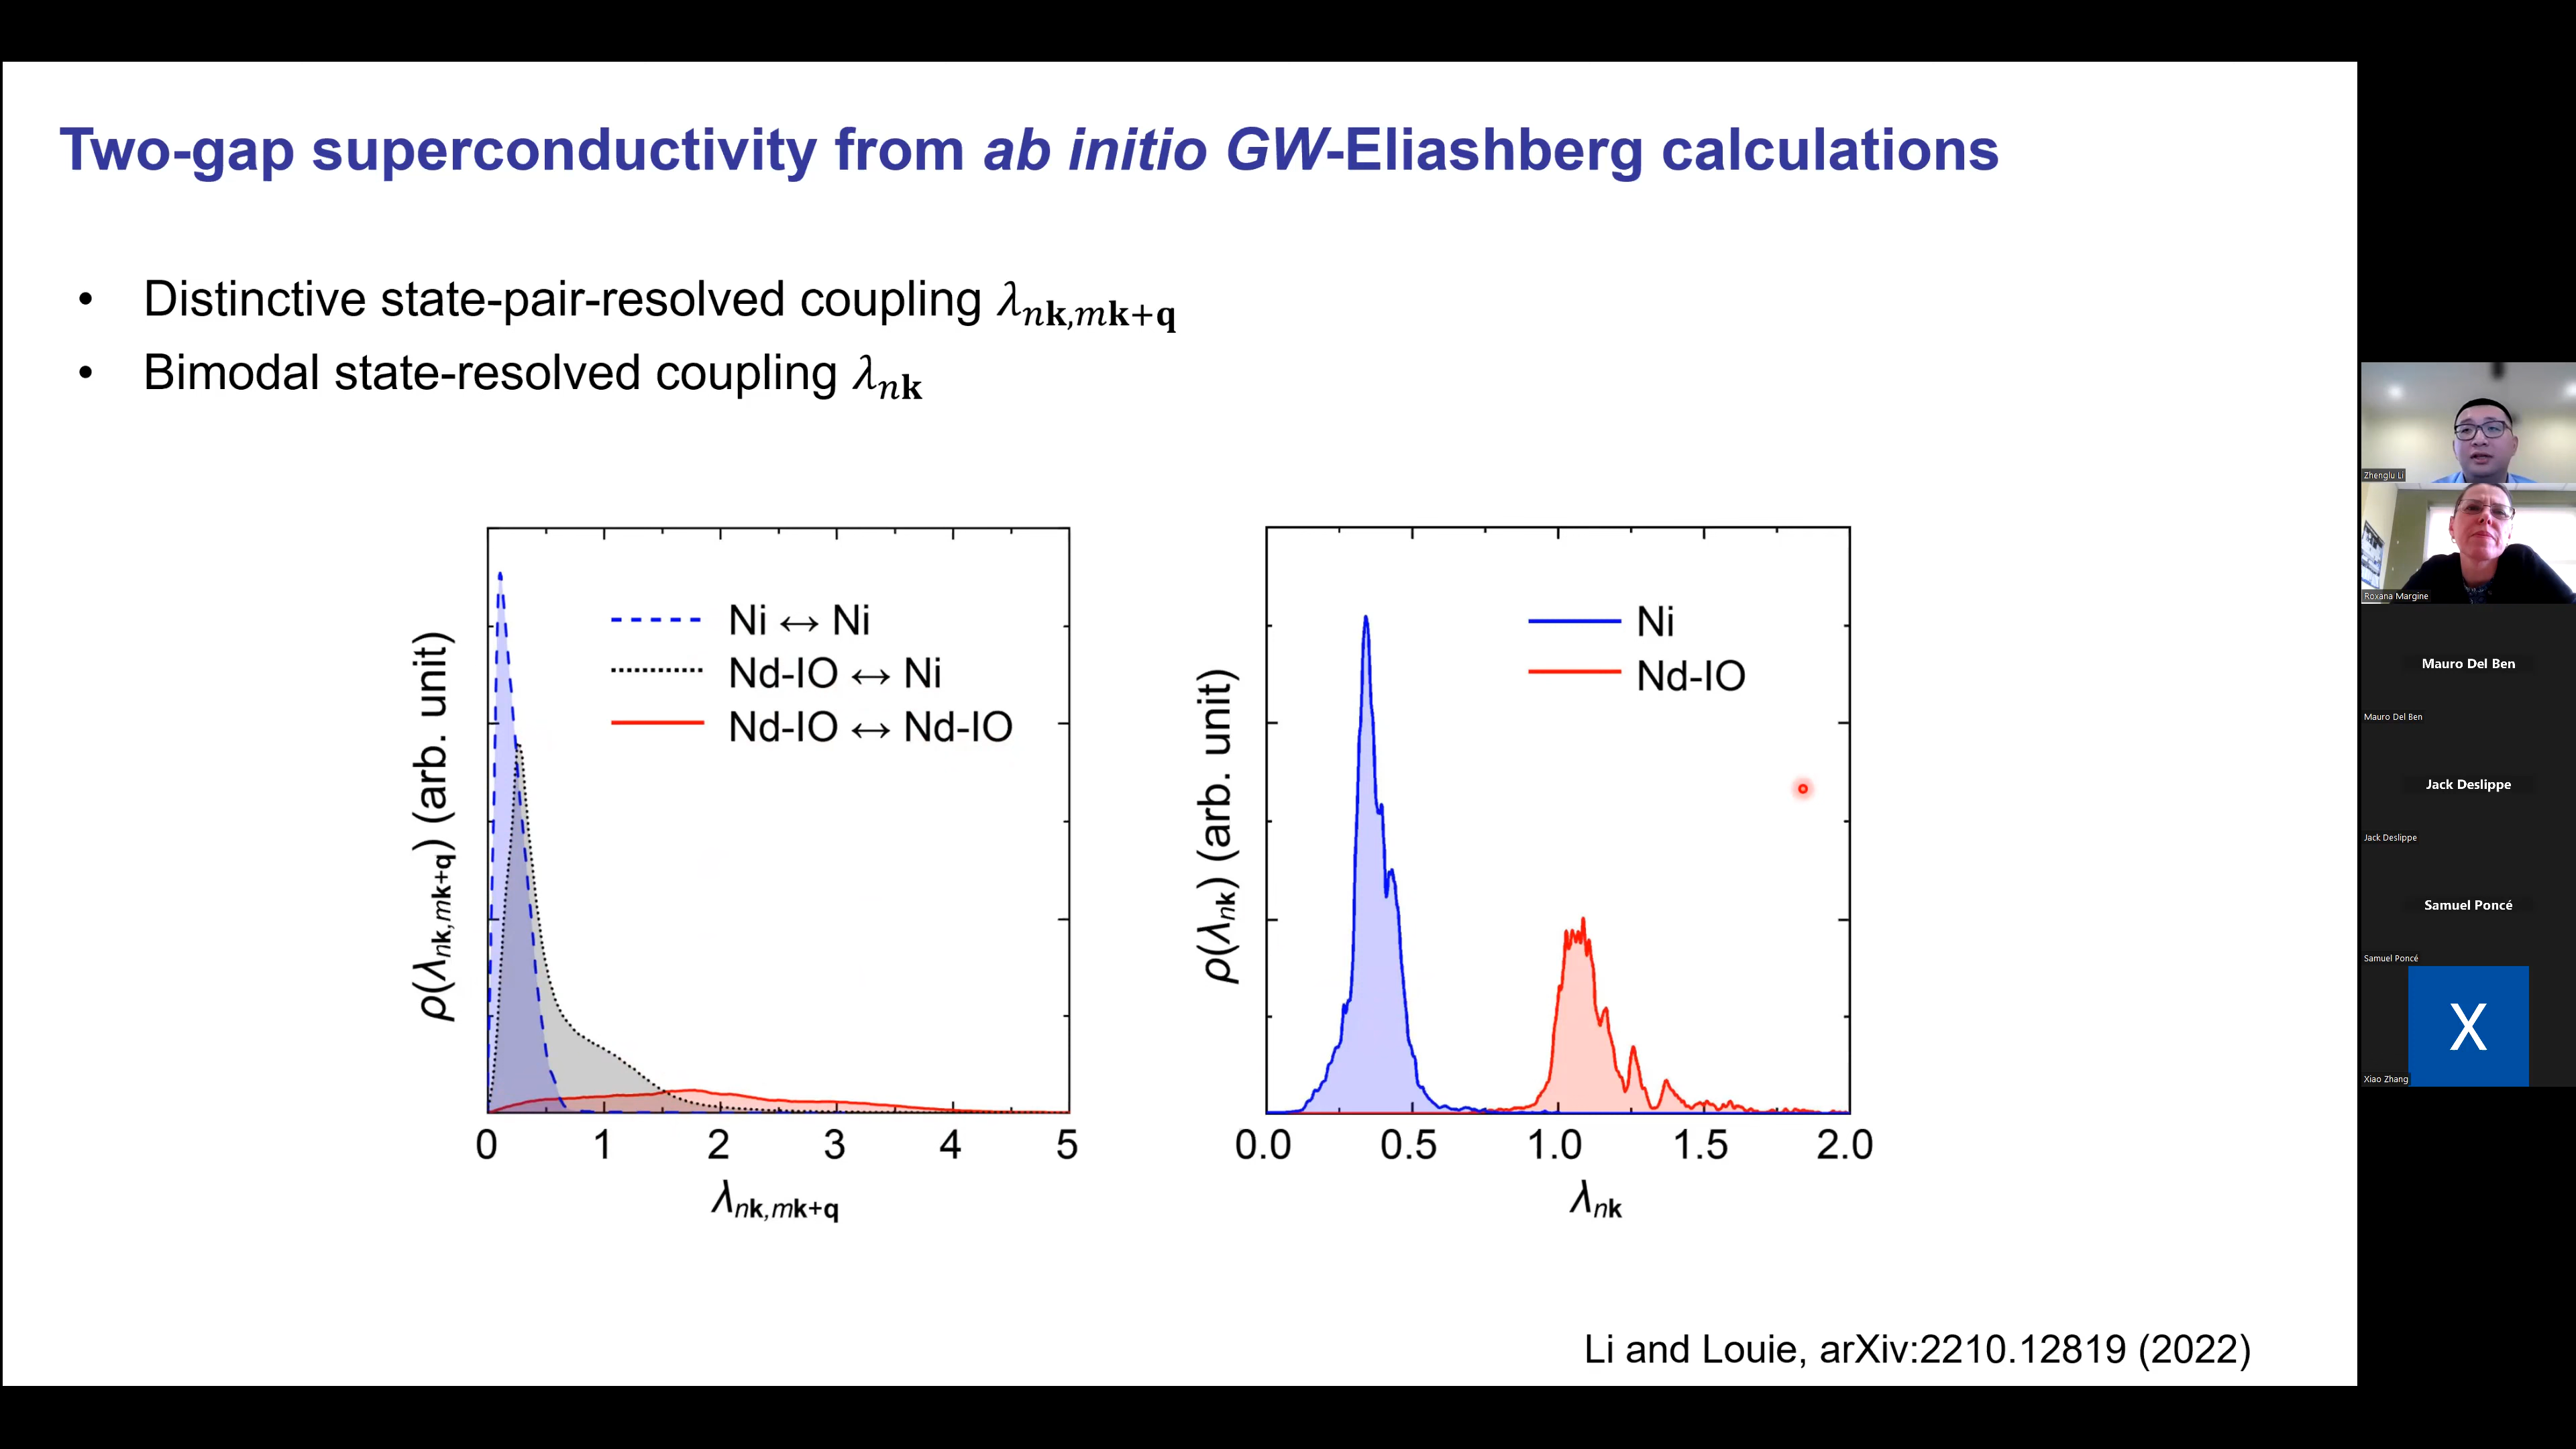 Two-gap superconductivity from ab initio GW-Eliashberg calculations
• Distinctive state-pair-resolved coupling λnk,mk+q
• Bimodal state-resolved coupling λnk
ρ(λnk,mk+q) (arb. unit)
Ni ↔ Ni
Nd-IO ↔ Ni
Nd-IO ↔ Nd-IO
0 1 2 3 4 5
λnk,mk+q
ρ(λnk) (arb. unit)
Ni
Nd-IO
0.0 0.5 1.0 1.5 2.0
λnk
Li and Louie, arXiv:2210.12819 (2022)
Zhenglu Li
Roxana Margine
Mauro Del Ben
Mauro Del Ben
Jack Deslippe
Jack Deslippe
Samuel Poncé
Samuel Poncé
X
Xiao Zhang